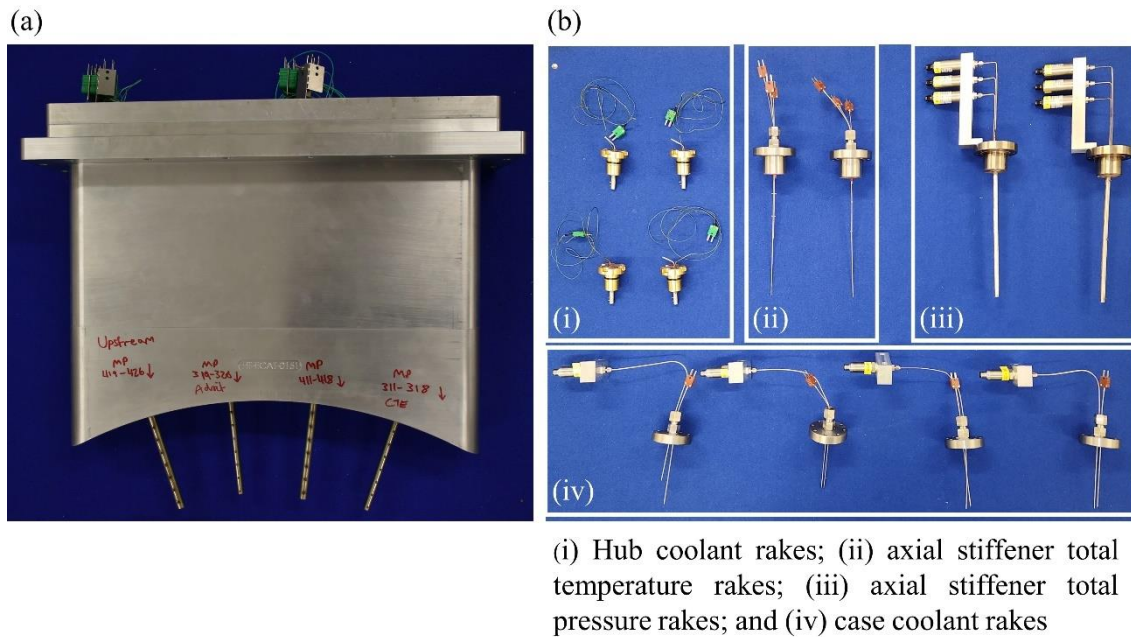 (a)
(b)
Upstream
MP
419-426↓
MP
319-326↓
Admit
MP
411-418↓
MP
311-318
↓
CTE
(i)
(ii)
(iii)
(iv)
(i) Hub coolant rakes; (ii) axial stiffener total
temperature rakes; (iii) axial stiffener total
pressure rakes; and (iv) case coolant rakes